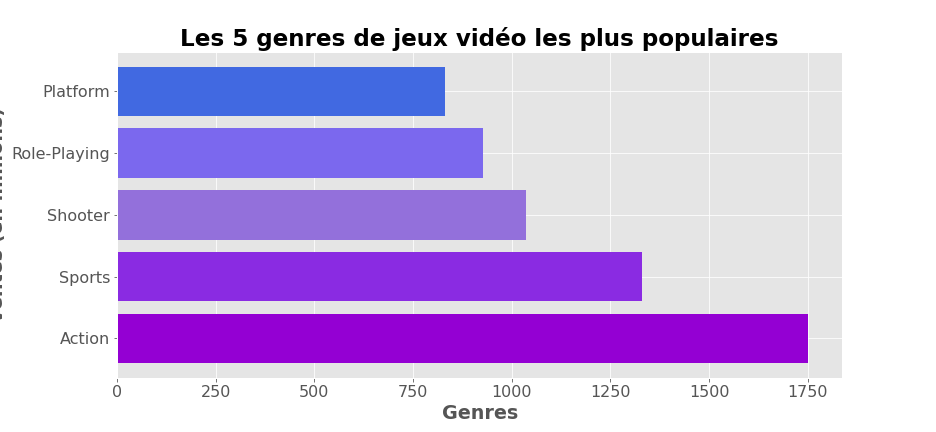 Les 5 genres de jeux vidéo les plus populaires
Platform
Role-Playing
Shooter
Sports
Action
0 250 500 750 1000 1250 1500 1750
Genres